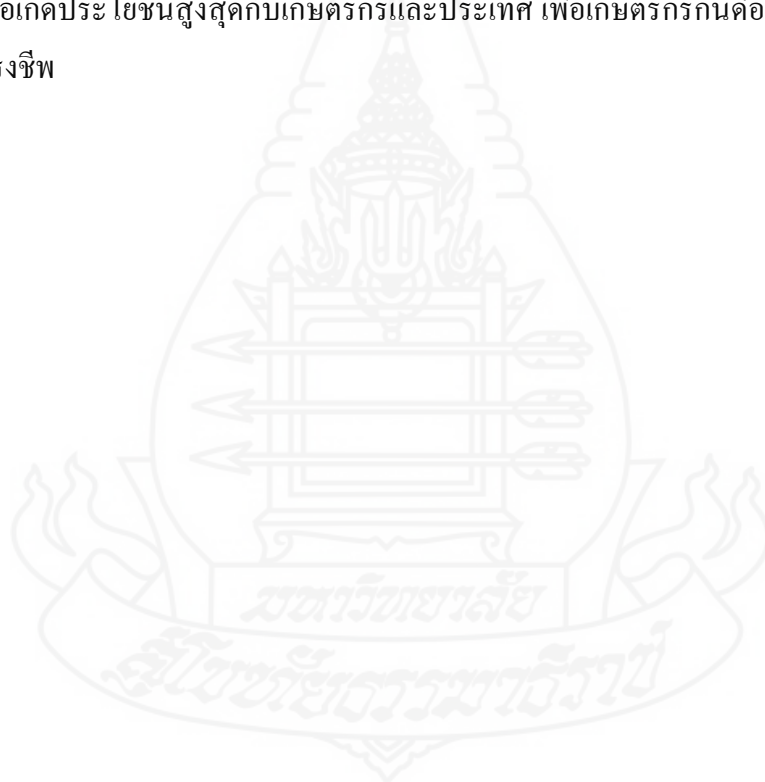 อเกิดประโยชน์สูงสุดกับเกษตรกรและประเทศ เพื่อเกษตรกรกินดีอ
รงชีพ
มหาวิทยาลัย
สุโขทัยธรรมาธิราช